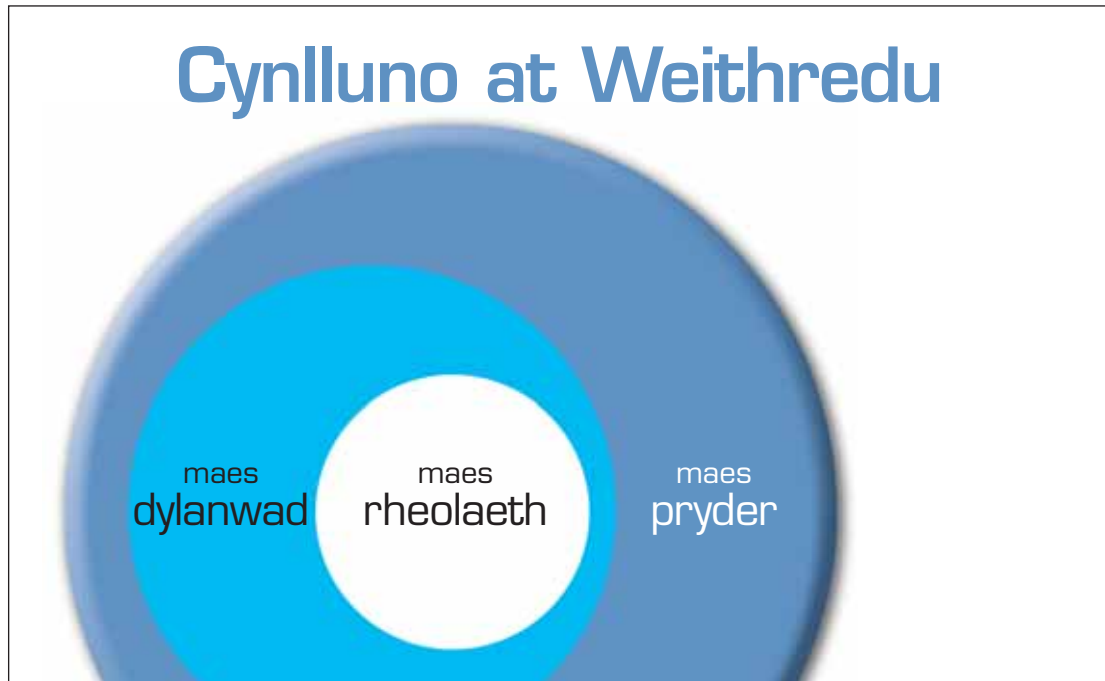 Cynlluno at Weithredu
maes
dylanwad
maes
rheolaeth
maes
pryder